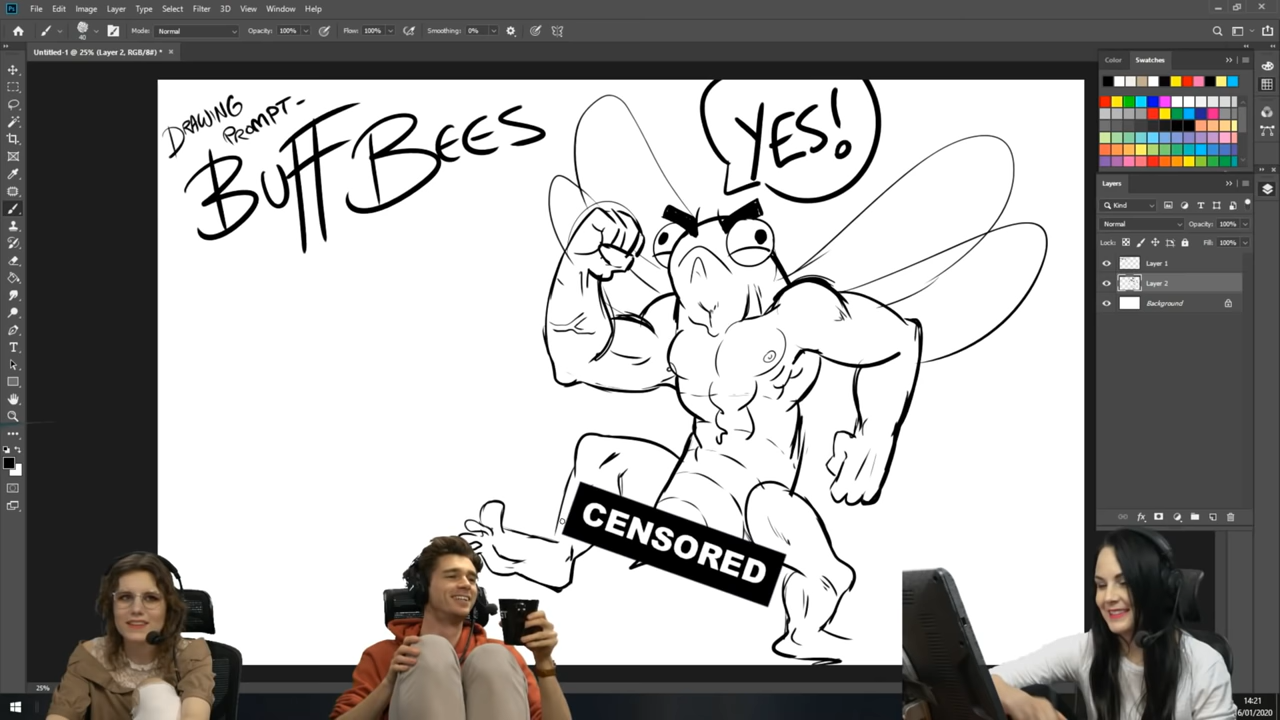 File Edit Image Layer Type Select Filter 3D View Window Help
40 Mode: Normal Opacity: 100% Flow: 100% Smoothing: 0%
Untitled-1 @ 25% (Layer 2, RGB/8#) *
Color Swatches
DRAWING
PROMPT-
BUFF BEES
YES!
Layers
Kind
Normal Opacity: 100%
Lock: Fill: 100%
Layer 1
Layer 2
Background
CENSORED
25%
14:21
6/01/2020